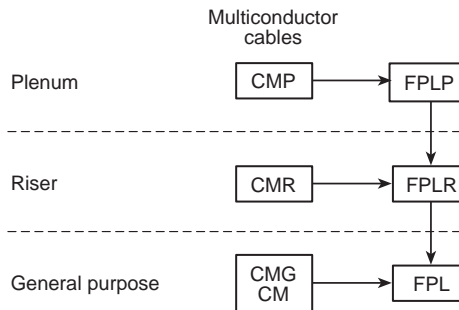 Multiconductor
cables
Plenum
CMP
FPLP
Riser
CMR
FPLR
General purpose
CMG
CM
FPL